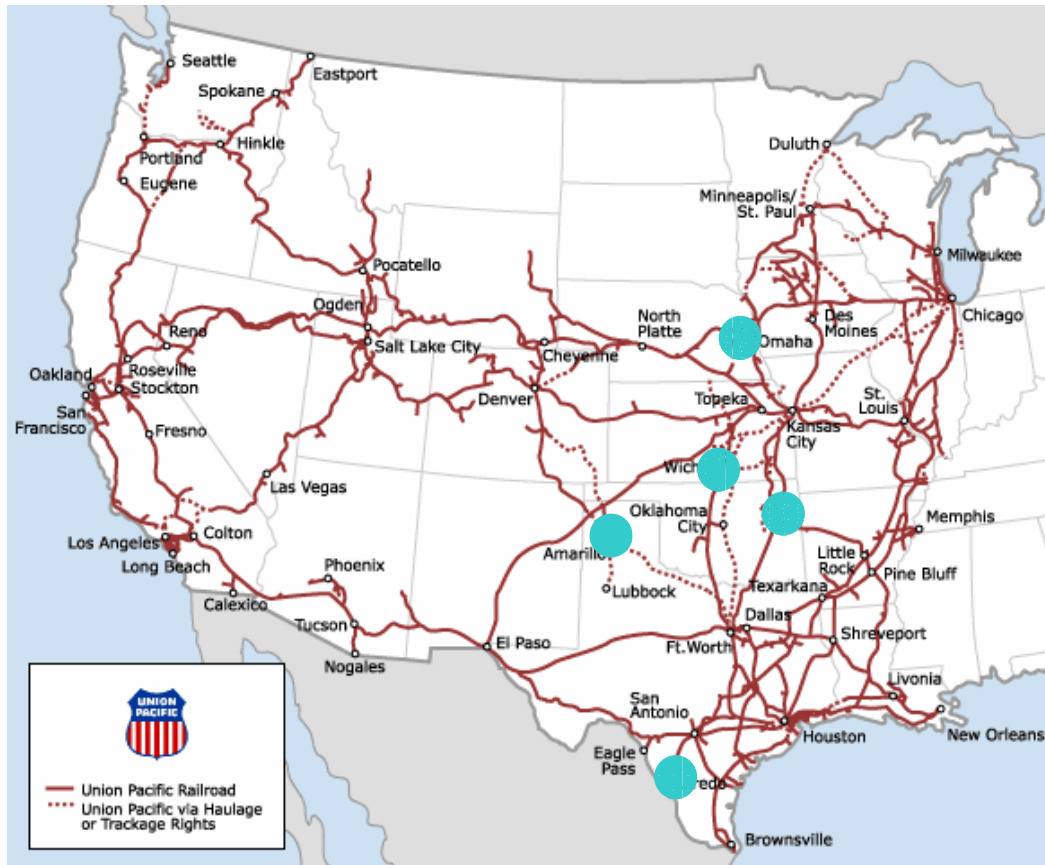 Seattle
Eastport
Spokane
Hinkle
Portland
Eugene
Duluth
Minneapolis/
St. Paul
Milwaukee
Pocatello
Ogden
Reno
Salt Lake City
Cheyenne
North
Platte
Omaha
Des
Moines
Chicago
Roseville
Oakland
Stockton
San
Francisco
Fresno
Denver
Topeka
Kansas
City
St.
Louis
Las Vegas
Oklahoma
City
Los Angeles
Colton
Long Beach
Calexico
Phoenix
Tucson
Nogales
El Paso
Amarillo
Lubbock
Memphis
Little
Rock
Pine Bluff
Texarkana
Dallas
Ft.Worth
Shreveport
Livonia
San
Antonio
Houston
New Orleans
Eagle
Pass
Brownsville
UNION
PACIFIC
Union Pacific Railroad
Union Pacific via Haulage
or Trackage Rights